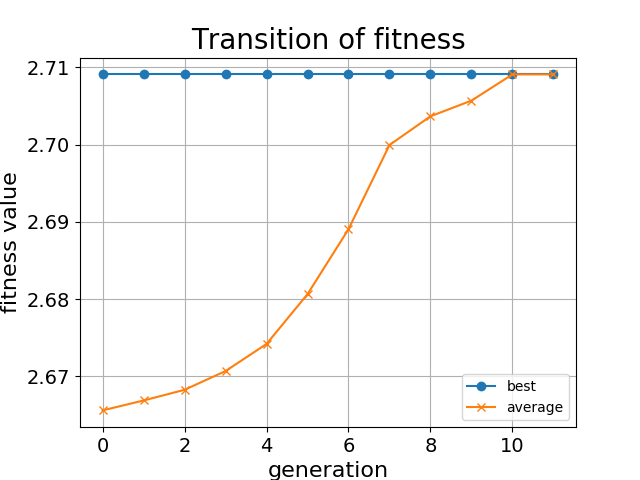 Transition of fitness
fitness value
2.71
2.70
2.69
2.68
2.67
0 2 4 6 8 10
generation
best
average